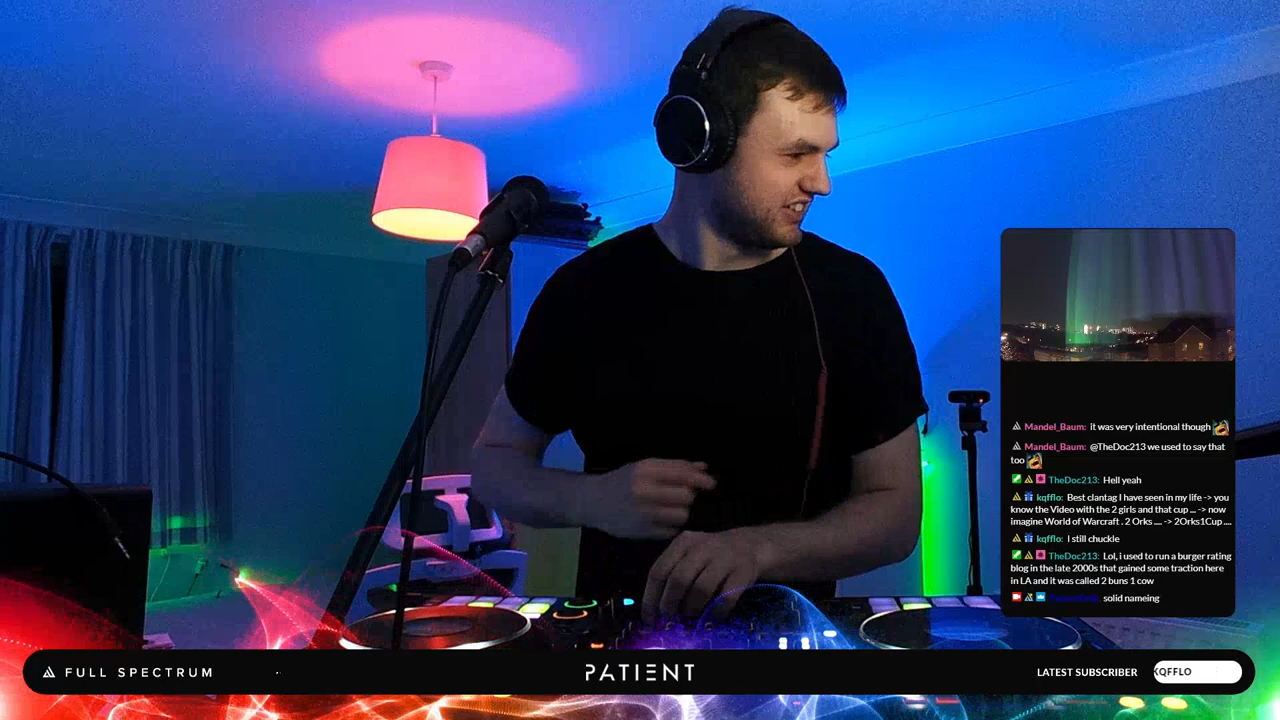 Mandel_Baum: it was very intentional though
Mandel_Baum: @TheDoc213 we used to say that
too
TheDoc213: Hell yeah
kqfflo: Best clantag I have seen in my life -> you
know the Video with the 2 girls and that cup ... -> now
imagine World of Warcraft . 2 Orks .... -> 2Orks1Cup ....
kqfflo: I still chuckle
TheDoc213: Lol, i used to run a burger rating
blog in the late 2000s that gained some traction here
in LA and it was called 2 buns 1 cow
solid nameing
FULL SPECTRUM
PATIENT
LATEST SUBSCRIBER
KQFFLO